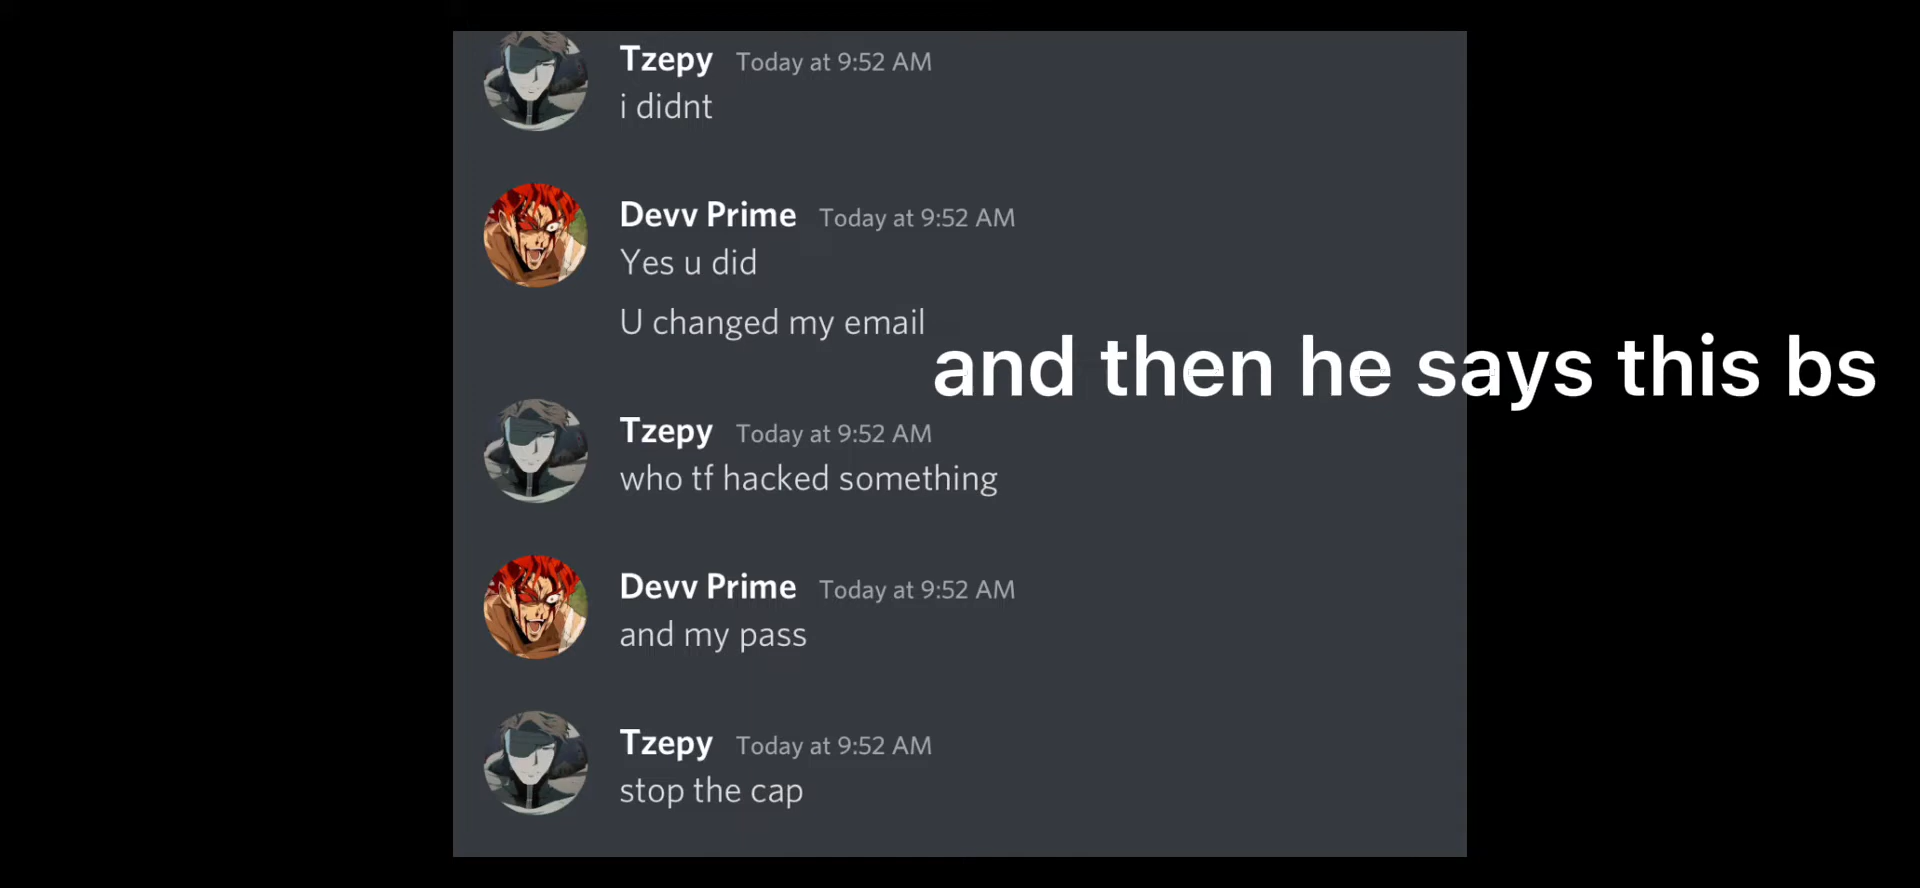 Tzepy Today at 9:52 AM
i didnt
Devv Prime Today at 9:52 AM
Yes u did
U changed my email
and then he says this bs
Tzepy Today at 9:52 AM
who tf hacked something
Devv Prime Today at 9:52 AM
and my pass
Tzepy Today at 9:52 AM
stop the cap